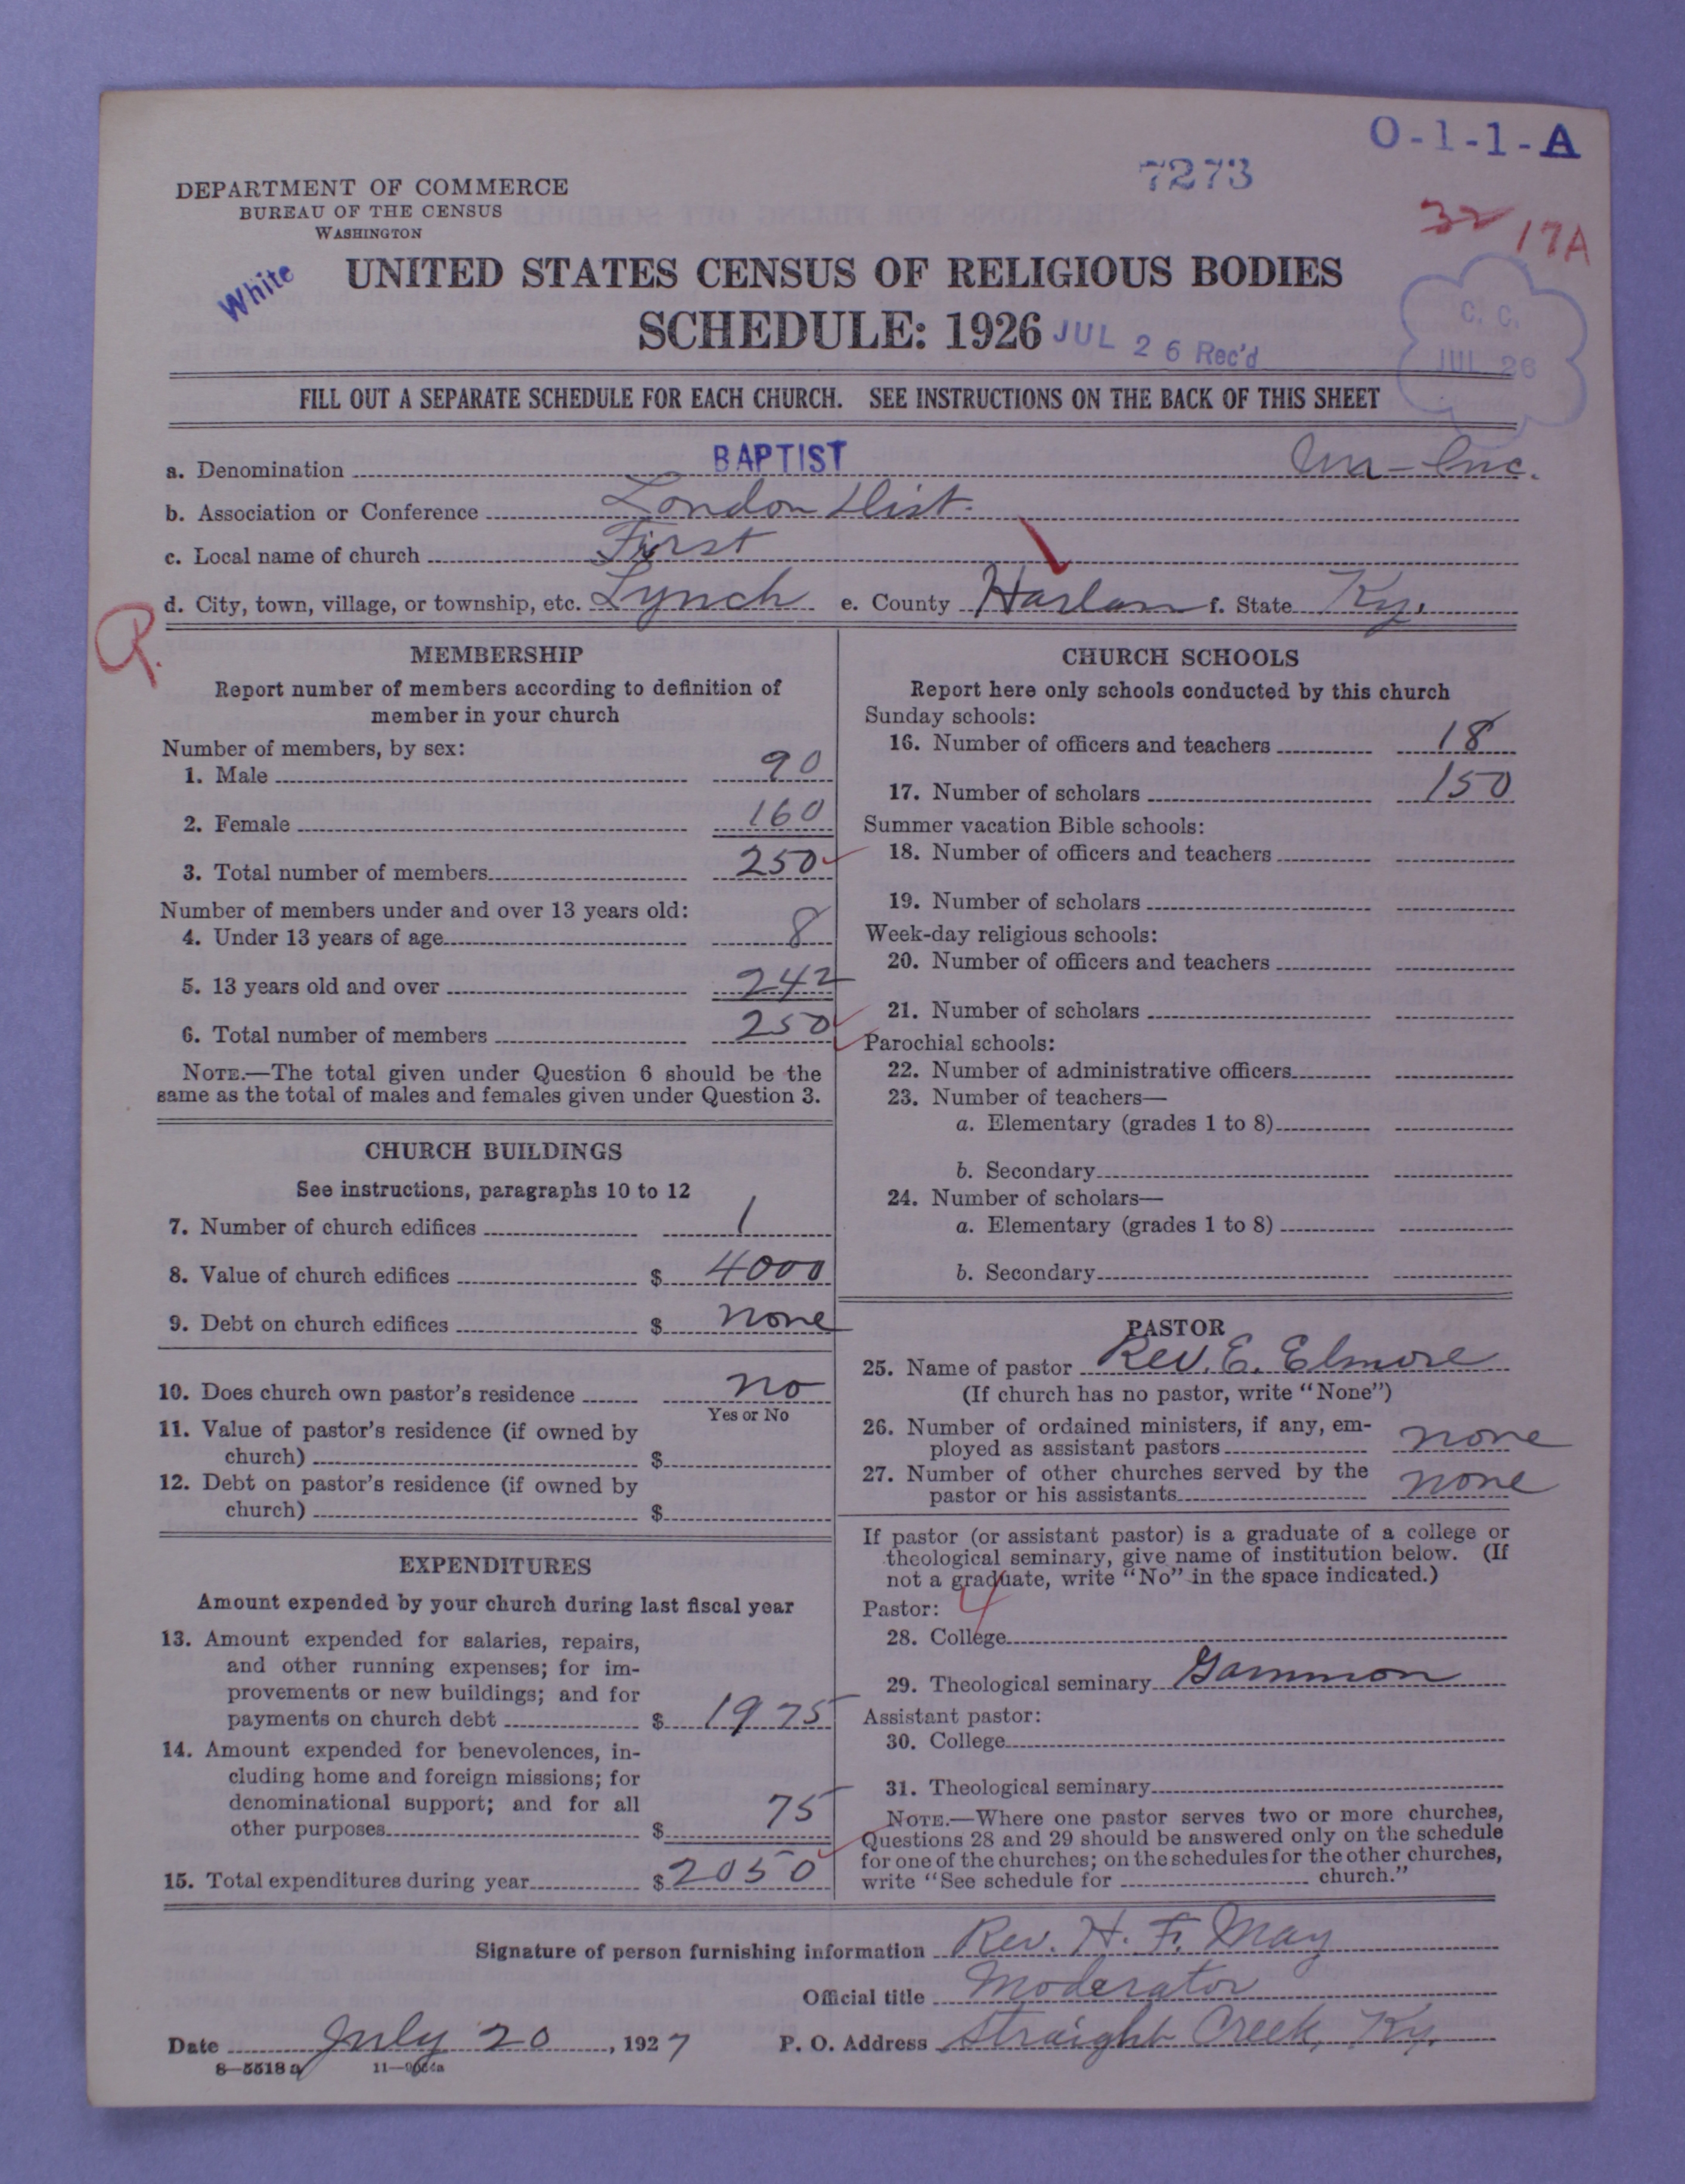 O-1-1-A
7273
32 17A
DEPARTMENT OF COMMERCE
BUREAU OF THE CENSUS
WASHINGTON
White
UNITED STATES CENSUS OF RELIGIOUS BODIES
SCHEDULE: 1926
JUL 26 Rec'd
C. C.
JUL 26
FILL OUT A SEPARATE SCHEDULE FOR EACH CHURCH. SEE INSTRUCTIONS ON THE BACK OF THIS SHEET
a. Denomination BAPTIST Un-Inc.
b. Association or Conference London Dist.
c. Local name of church First
d. City, town, village, or township, etc. Lynch e. County Harlan f. State Ky.
MEMBERSHIP
Report number of members according to definition of
member in your church
Number of members, by sex:
1. Male 90
2. Female 160
3. Total number of members 250
Number of members under and over 13 years old:
4. Under 13 years of age 8
5. 13 years old and over 242
6. Total number of members 250
NOTE.—The total given under Question 6 should be the
same as the total of males and females given under Question 3.
CHURCH BUILDINGS
See instructions, paragraphs 10 to 12
7. Number of church edifices 1
8. Value of church edifices $ 4000
9. Debt on church edifices $ none
10. Does church own pastor's residence no
Yes or No
11. Value of pastor's residence (if owned by
church) $
12. Debt on pastor's residence (if owned by
church) $
EXPENDITURES
Amount expended by your church during last fiscal year
13. Amount expended for salaries, repairs,
and other running expenses; for im-
provements or new buildings; and for
payments on church debt $ 1975
14. Amount expended for benevolences, in-
cluding home and foreign missions; for
denominational support; and for all
other purposes $ 75
15. Total expenditures during year $ 2050
CHURCH SCHOOLS
Report here only schools conducted by this church
Sunday schools:
16. Number of officers and teachers 18
17. Number of scholars 150
Summer vacation Bible schools:
18. Number of officers and teachers
19. Number of scholars
Week-day religious schools:
20. Number of officers and teachers
21. Number of scholars
Parochial schools:
22. Number of administrative officers
23. Number of teachers—
a. Elementary (grades 1 to 8)
b. Secondary
24. Number of scholars—
a. Elementary (grades 1 to 8)
b. Secondary
PASTOR
25. Name of pastor Rev. E. Elmore
(If church has no pastor, write "None")
26. Number of ordained ministers, if any, em-
ployed as assistant pastors none
27. Number of other churches served by the
pastor or his assistants none
If pastor (or assistant pastor) is a graduate of a college or
theological seminary, give name of institution below. (If
not a graduate, write "No" in the space indicated.)
Pastor: 4
28. College
29. Theological seminary Gammon
Assistant pastor:
30. College
31. Theological seminary
NOTE.—Where one pastor serves two or more churches,
Questions 28 and 29 should be answered only on the schedule
for one of the churches; on the schedules for the other churches,
write "See schedule for church."
Signature of person furnishing information Rev. H. F. May
Official title Moderator
Date July 20, 1927 P. O. Address Straight Creek, Ky.
8—5518 a